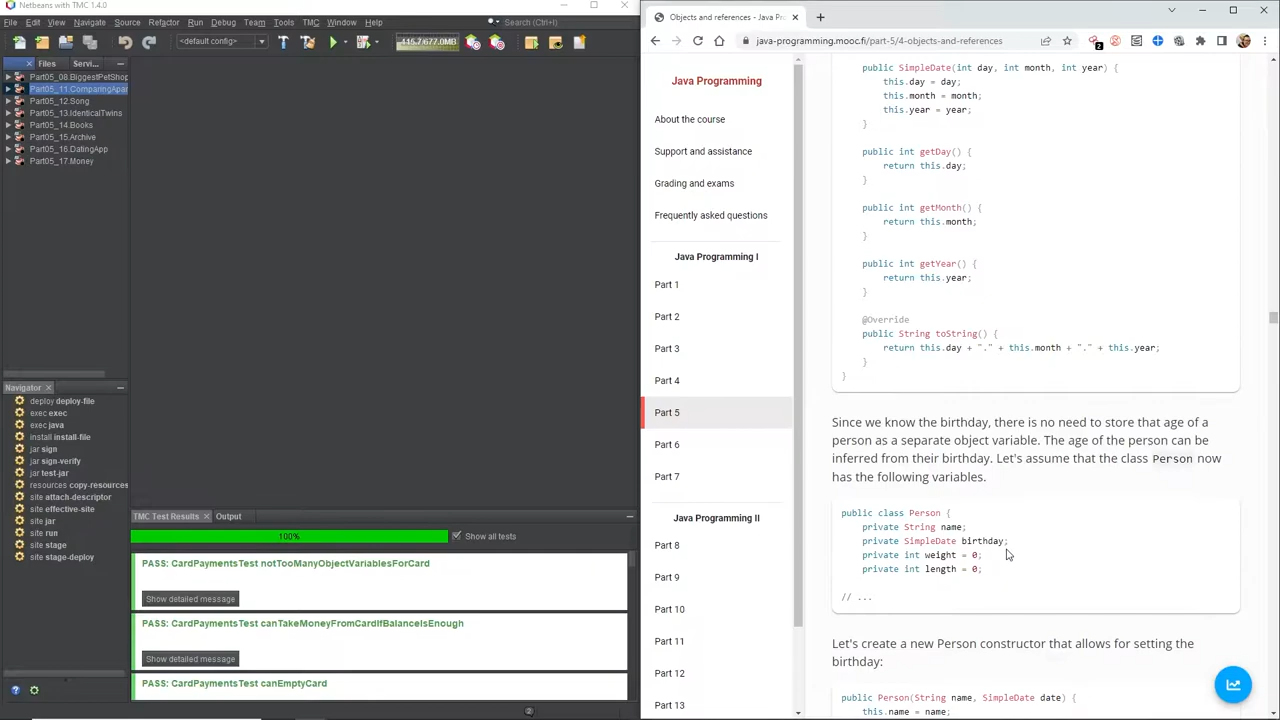 Netbeans with TMC 1.4.0
File Edit View Navigate Source Refactor Run Debug Team Tools TMC Window Help
Search (Ctrl+I)
<default config>
115.7/677.0MB
Files Servi...
Part05_08.BiggestPetShop
Part05_11.ComparingApar
Part05_12.Song
Part05_13.IdenticalTwins
Part05_14.Books
Part05_15.Archive
Part05_16.DatingApp
Part05_17.Money
Navigator
deploy deploy-file
exec exec
exec java
install install-file
jar sign
jar sign-verify
jar test-jar
resources copy-resources
site attach-descriptor
site effective-site
site jar
site run
site stage
site stage-deploy
TMC Test Results
Output
100%
Show all tests
PASS: CardPaymentsTest notTooManyObjectVariablesForCard
Show detailed message
PASS: CardPaymentsTest canTakeMoneyFromCardIfBalanceIsEnough
Show detailed message
PASS: CardPaymentsTest canEmptyCard
2
Objects and references - Java Pro
java-programming.mooc.fi/part-5/4-objects-and-references
2
Java Programming
About the course
Support and assistance
Grading and exams
Frequently asked questions
Java Programming I
Part 1
Part 2
Part 3
Part 4
Part 5
Part 6
Part 7
Java Programming II
Part 8
Part 9
Part 10
Part 11
Part 12
Part 13
public SimpleDate(int day, int month, int year) {
this.day = day;
this.month = month;
this.year = year;
}
public int getDay() {
return this.day;
}
public int getMonth() {
return this.month;
}
public int getYear() {
return this.year;
}
@Override
public String toString() {
return this.day + "." + this.month + "." + this.year;
}
}
Since we know the birthday, there is no need to store that age of a
person as a separate object variable. The age of the person can be
inferred from their birthday. Let's assume that the class Person now
has the following variables.
public class Person {
private String name;
private SimpleDate birthday;
private int weight = 0;
private int length = 0;
// ...
Let's create a new Person constructor that allows for setting the
birthday:
public Person(String name, SimpleDate date) {
this.name = name;